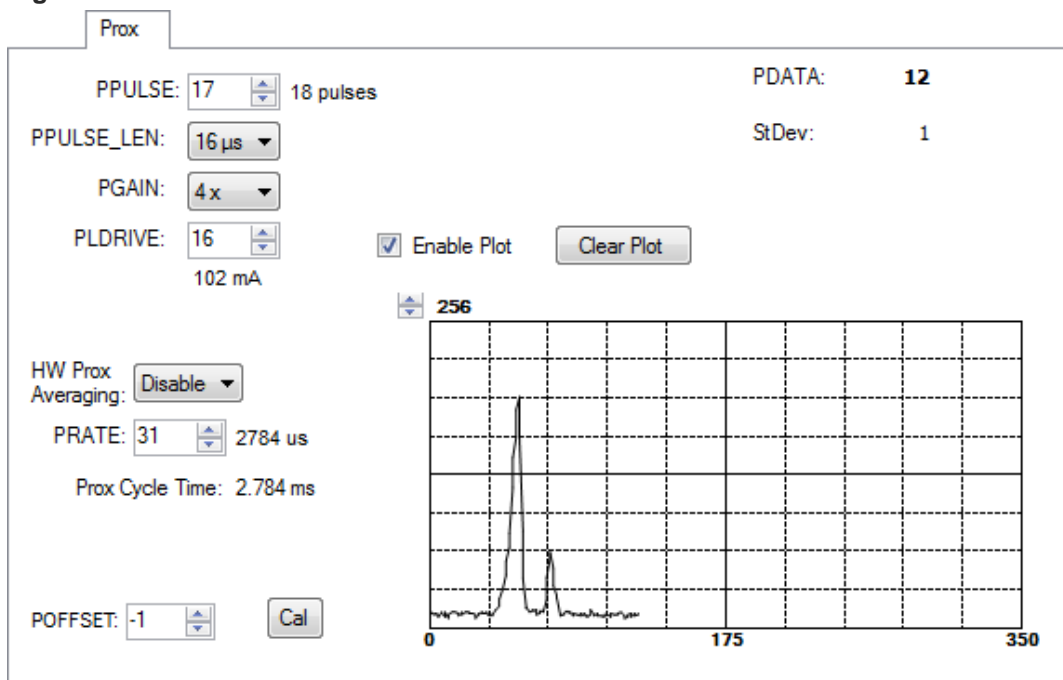 Prox
PPULSE: 17 18 pulses
PDATA: 12
PPULSE_LEN: 16 µs
StDev: 1
PGAIN: 4 x
PLDRIVE: 16
102 mA
Enable Plot Clear Plot
256
HW Prox
Averaging: Disable
PRATE: 31 2784 us
Prox Cycle Time: 2.784 ms
POFFSET: -1 Cal
0 175 350